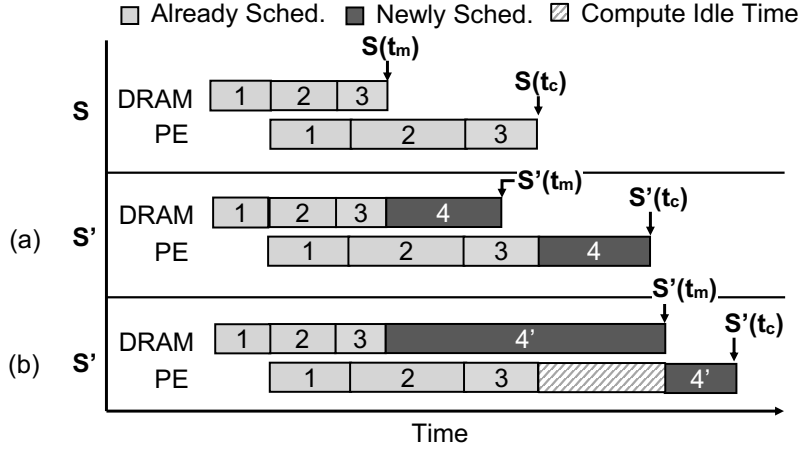 Already Sched. Newly Sched. Compute Idle Time
S(tm)
S(tc)
S
DRAM 1 2 3
PE 1 2 3
S'(tm)
S'(tc)
(a) S'
DRAM 1 2 3 4
PE 1 2 3 4
S'(tm)
S'(tc)
(b) S'
DRAM 1 2 3 4'
PE 1 2 3 4'
Time